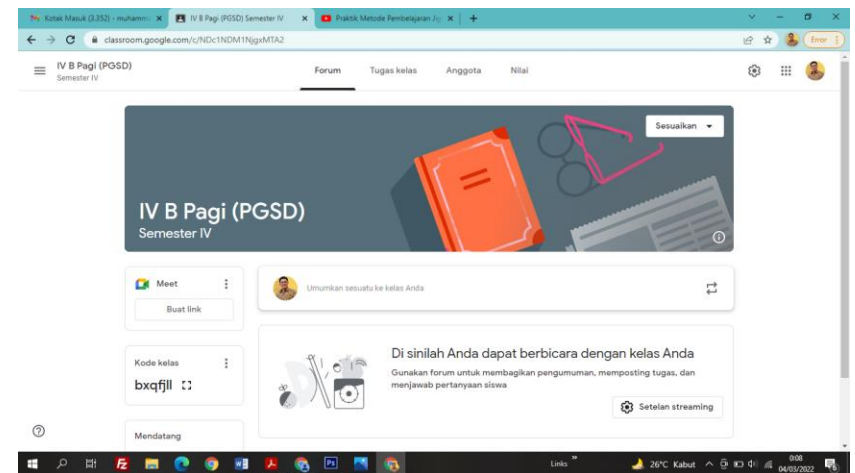 Kotak Masuk (3.352) - muhamm
IV B Pagi (PGSD) Semester IV
Praktik Metode Pembelajaran Jig
classroom.google.com/c/NDc1NDM1NjgxMTA2
Error
IV B Pagi (PGSD)
Semester IV
Forum
Tugas kelas
Anggota
Nilai
Sesuaikan
IV B Pagi (PGSD)
Semester IV
Meet
Buat link
Umumkan sesuatu ke kelas Anda
Kode kelas
bxqfjll
Di sinilah Anda dapat berbicara dengan kelas Anda
Gunakan forum untuk membagikan pengumuman, memposting tugas, dan
menjawab pertanyaan siswa
Setelan streaming
Mendatang
Links
26°C Kabut
0:08
04/03/2022